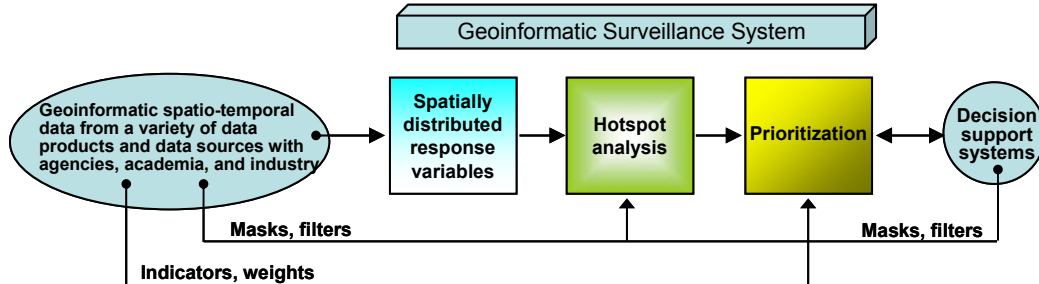 Geoinformatic Surveillance System
Geoinformatic spatio-temporal
data from a variety of data
products and data sources with
agencies, academia, and industry
Spatially
distributed
response
variables
Hotspot
analysis
Prioritization
Decision
support
systems
Masks, filters
Masks, filters
Indicators, weights